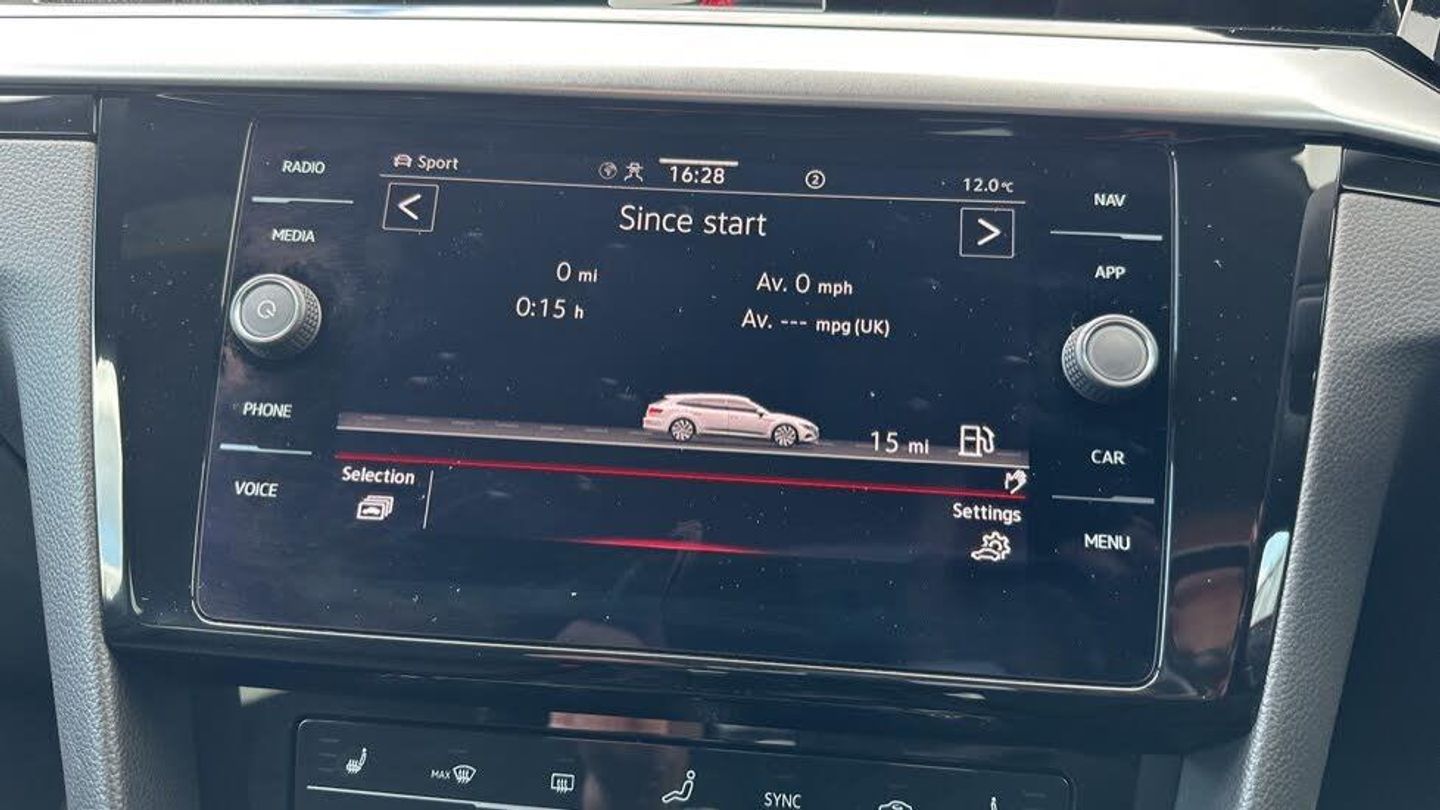 RADIO
MEDIA
PHONE
VOICE
Sport
16:28
2
12.0°C
<
Since start
>
0 mi
0:15 h
Av. 0 mph
Av. --- mpg (UK)
15 mi
Selection
Settings
NAV
APP
CAR
MENU
MAX
SYNC